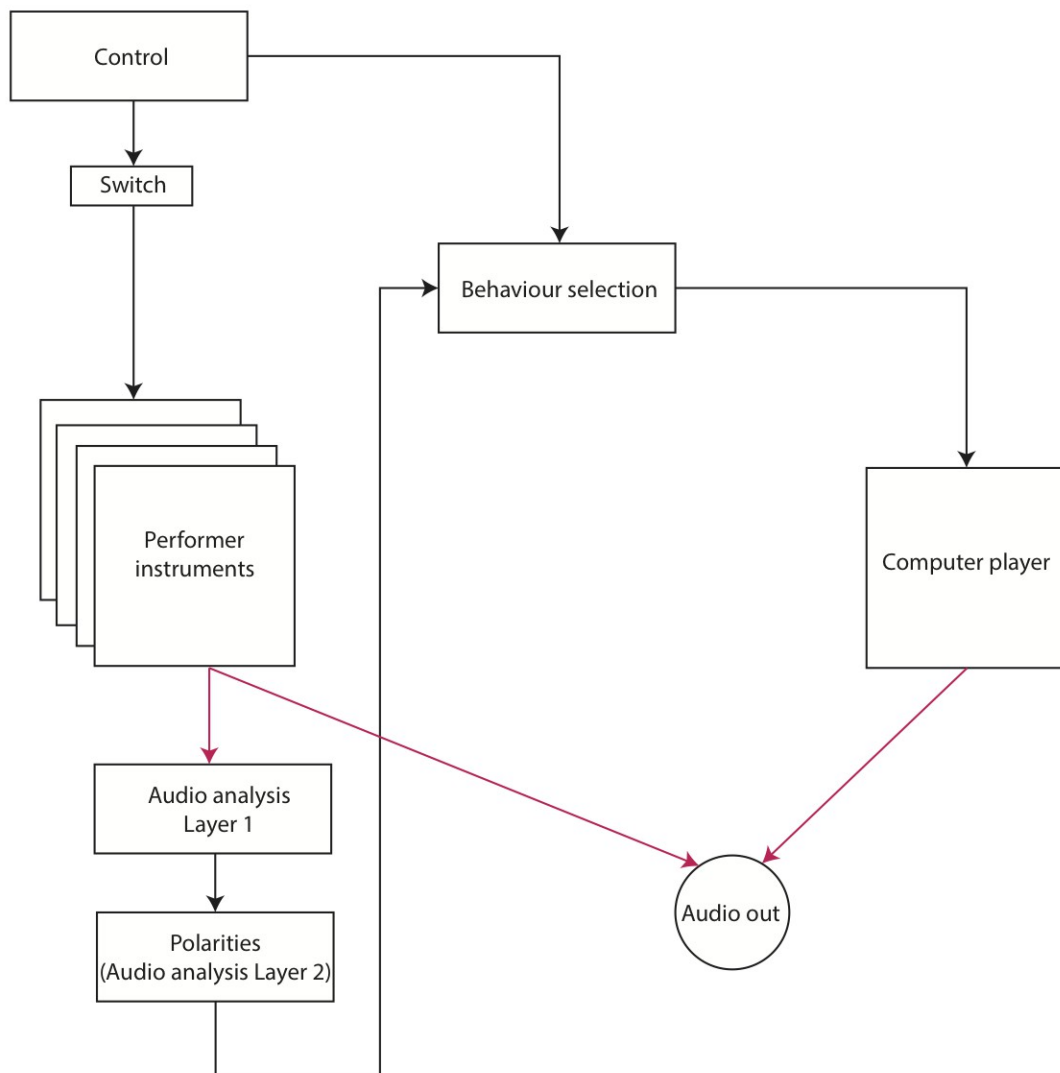 Control
Switch
Behaviour selection
Performer
instruments
Computer player
Audio analysis
Layer 1
Audio out
Polarities
(Audio analysis Layer 2)